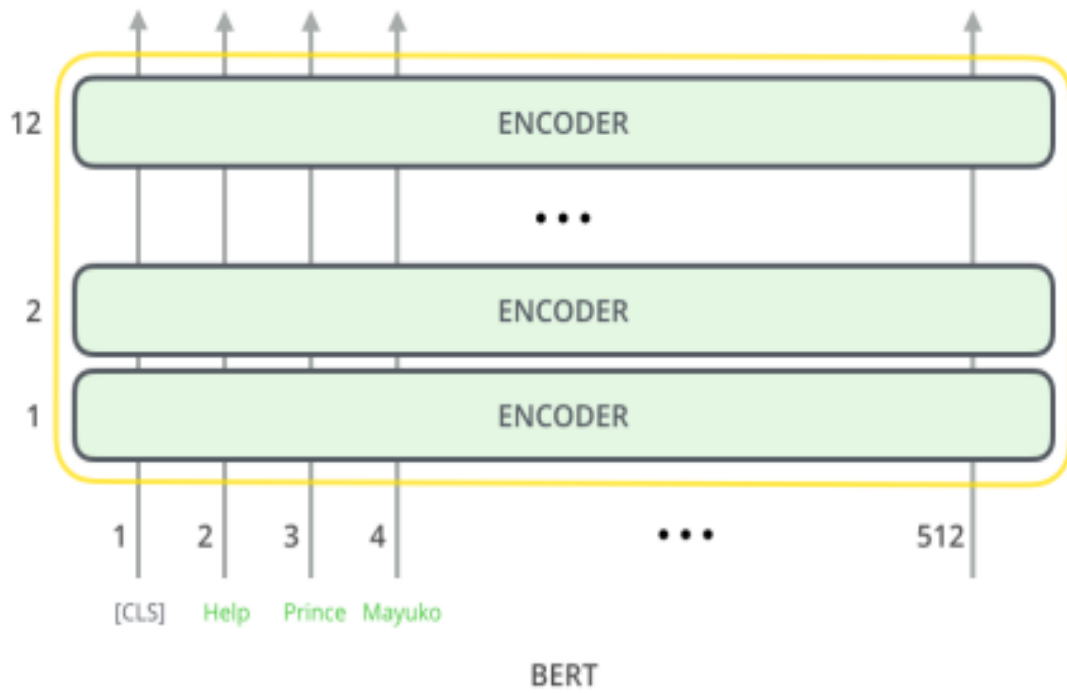 12 ENCODER
...
2 ENCODER
1 ENCODER
1 2 3 4 ... 512
[CLS] Help Prince Mayuko
BERT